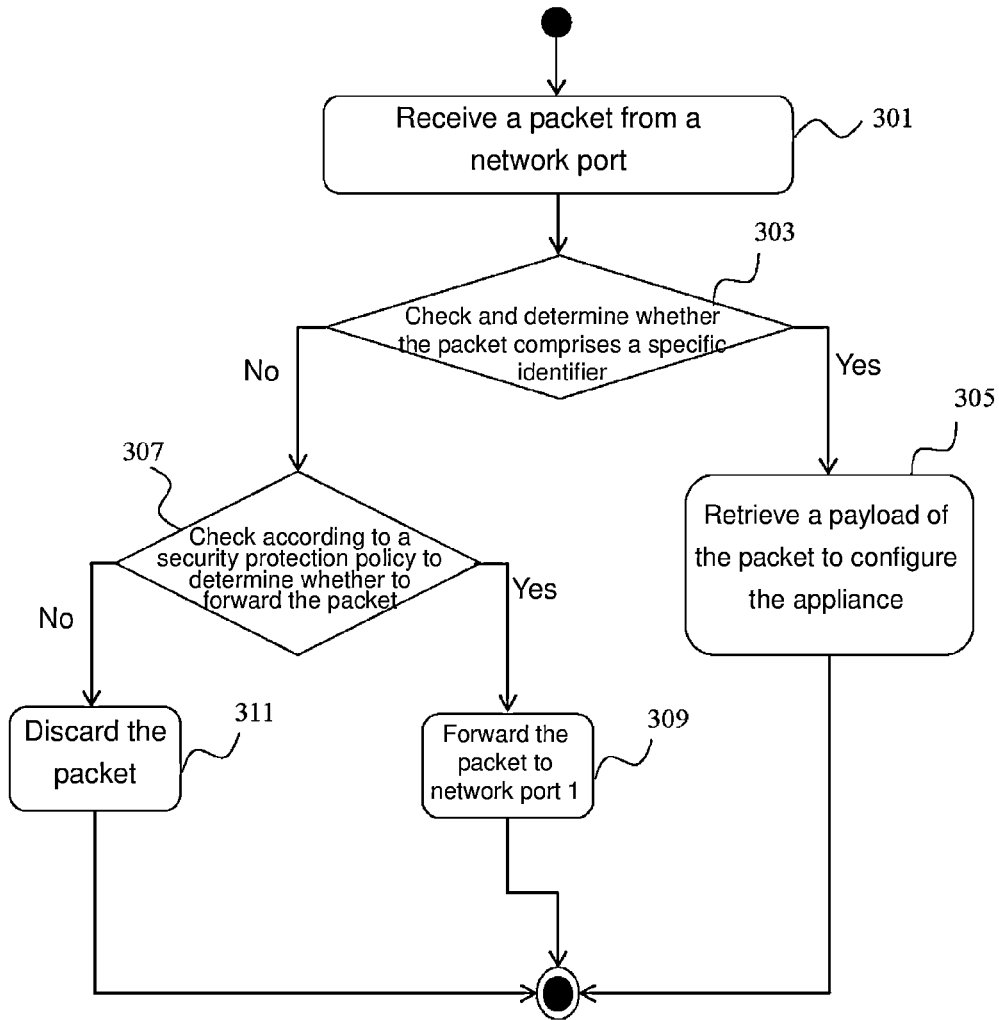 Receive a packet from a
network port
301
303
Check and determine whether
the packet comprises a specific
identifier
No
Yes
305
307
Retrieve a payload of
the packet to configure
the appliance
Check according to a
security protection policy to
determine whether to
forward the packet
No
Yes
311
Discard the
packet
309
Forward the
packet to
network port 1